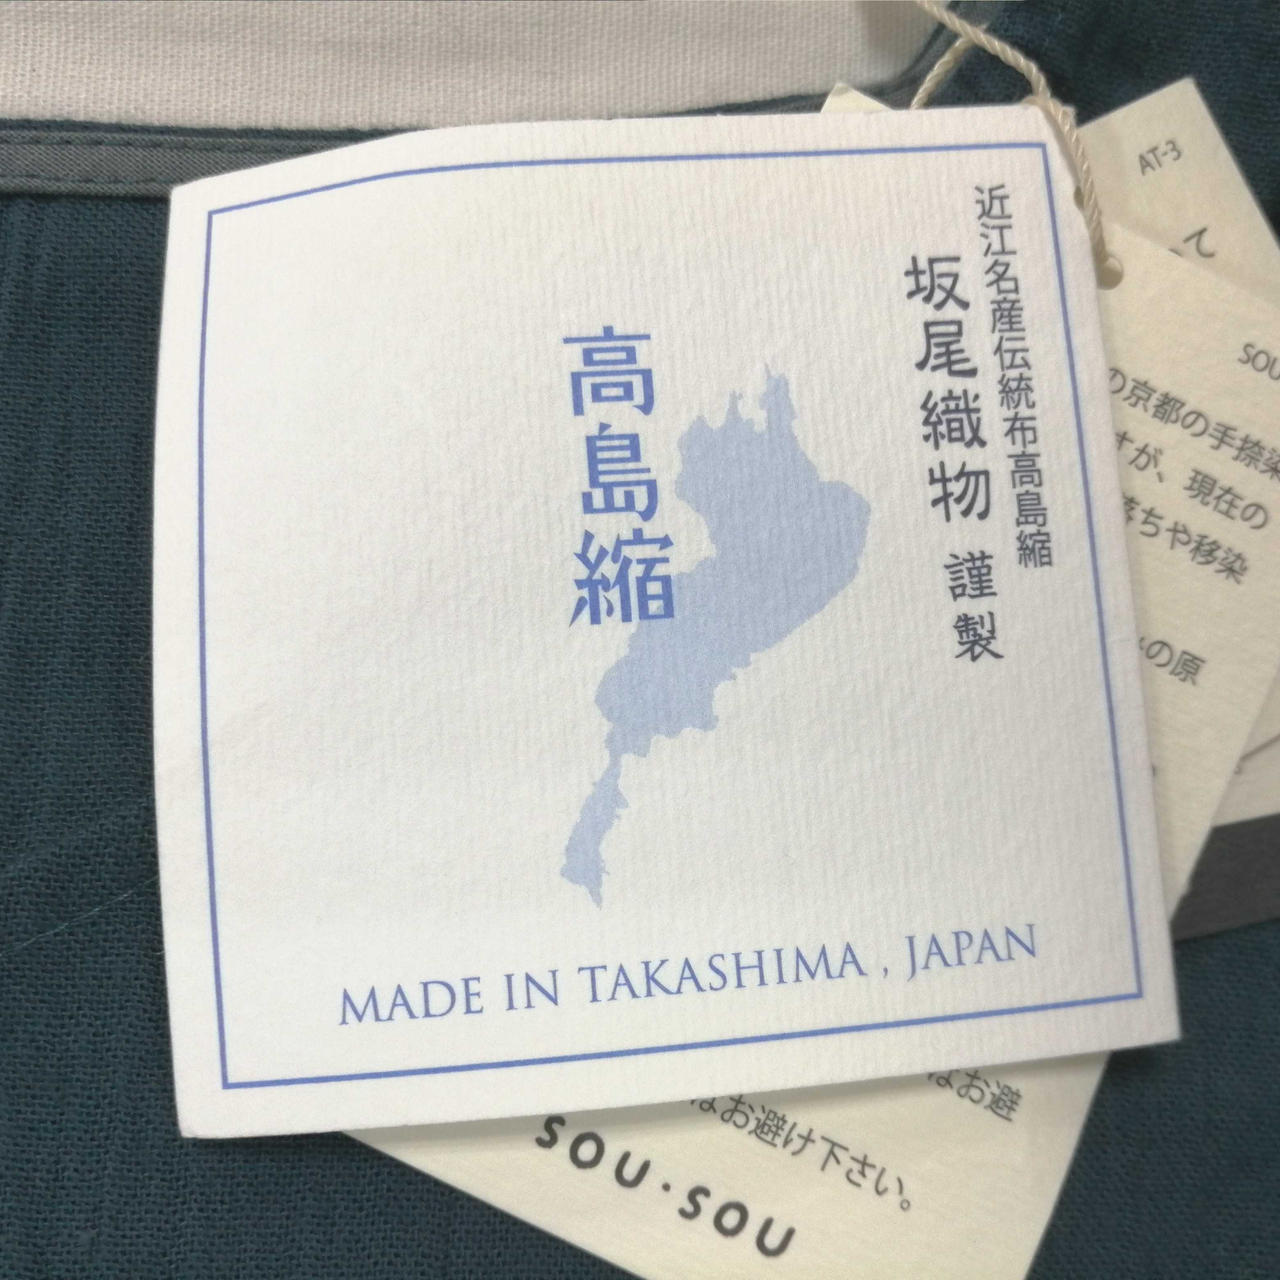 近江名産伝統布高島縮
坂尾織物 謹製
高島縮
MADE IN TAKASHIMA , JAPAN
AT-3
て
SOU
の京都の手捺染
すが、現在の
落ちや移染
の原
はお避
はお避け下さい。
SOU・SOU